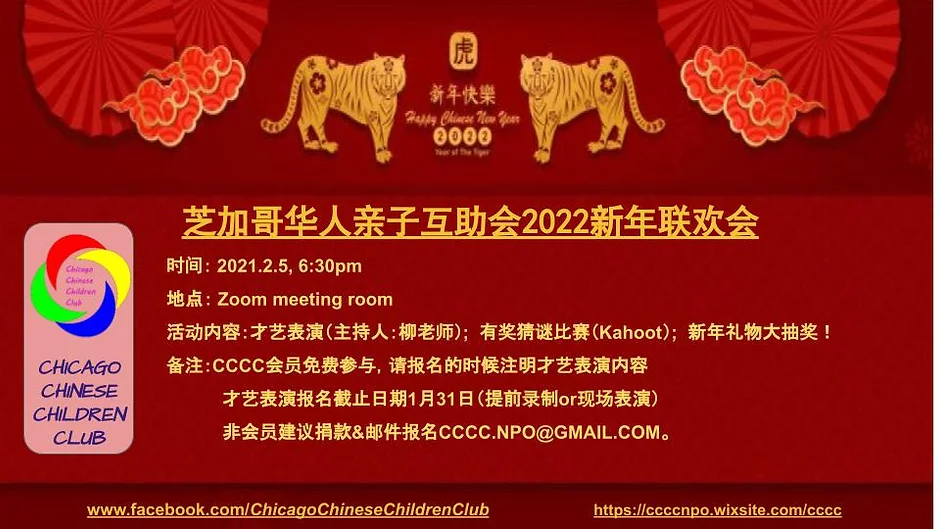 虎
新年快樂
Happy Chinese New Year
2022
Year of The Tiger
芝加哥华人亲子互助会2022新年联欢会
Chicago
Chinese
Children
Club
CHICAGO
CHINESE
CHILDREN
CLUB
时间: 2021.2.5, 6:30pm
地点: Zoom meeting room
活动内容:才艺表演(主持人:柳老师); 有奖猜谜比赛(Kahoot); 新年礼物大抽奖!
备注:CCCC会员免费参与, 请报名的时候注明才艺表演内容
才艺表演报名截止日期1月31日(提前录制or现场表演)
非会员建议捐款&邮件报名CCCC.NPO@GMAIL.COM。
www.facebook.com/ChicagoChineseChildrenClub
https://ccccnpo.wixsite.com/cccc